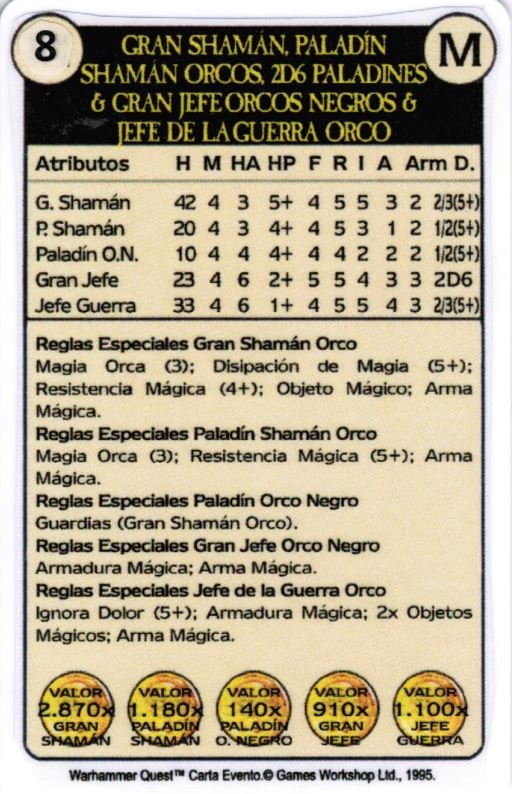 8
M
GRAN SHAMÁN, PALADÍN
SHAMÁN ORCOS, 2D6 PALADINES
& GRAN JEFE ORCOS NEGROS &
JEFE DE LA GUERRA ORCO
Atributos H M HA HP F R I A Arm D.
G. Shamán 42 4 3 5+ 4 5 5 3 2 2/3(5+)
P. Shamán 20 4 3 4+ 4 5 3 1 2 1/2(5+)
Paladín O.N. 10 4 4 4+ 4 4 2 2 2 1/2(5+)
Gran Jefe 23 4 6 2+ 5 5 4 3 3 2D6
Jefe Guerra 33 4 6 1+ 4 5 5 4 3 2/3(5+)
Reglas Especiales Gran Shamán Orco
Magia Orca (3); Disipación de Magia (5+);
Resistencia Mágica (4+); Objeto Mágico; Arma
Mágica.
Reglas Especiales Paladín Shamán Orco
Magia Orca (3); Resistencia Mágica (5+); Arma
Mágica.
Reglas Especiales Paladín Orco Negro
Guardias (Gran Shamán Orco).
Reglas Especiales Gran Jefe Orco Negro
Armadura Mágica; Arma Mágica.
Reglas Especiales Jefe de la Guerra Orco
Ignora Dolor (5+); Armadura Mágica; 2x Objetos
Mágicos; Arma Mágica.
VALOR
2.870x
GRAN
SHAMÁN
VALOR
1.180x
PALADÍN
SHAMÁN
VALOR
140x
PALADÍN
O. NEGRO
VALOR
910x
GRAN
JEFE
VALOR
1.100x
JEFE
GUERRA
Warhammer Quest™ Carta Evento.© Games Workshop Ltd., 1995.